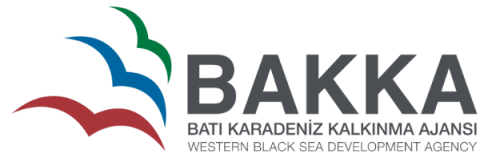 BAKKA
BATI KARADENİZ KALKINMA AJANSI
WESTERN BLACK SEA DEVELOPMENT AGENCY